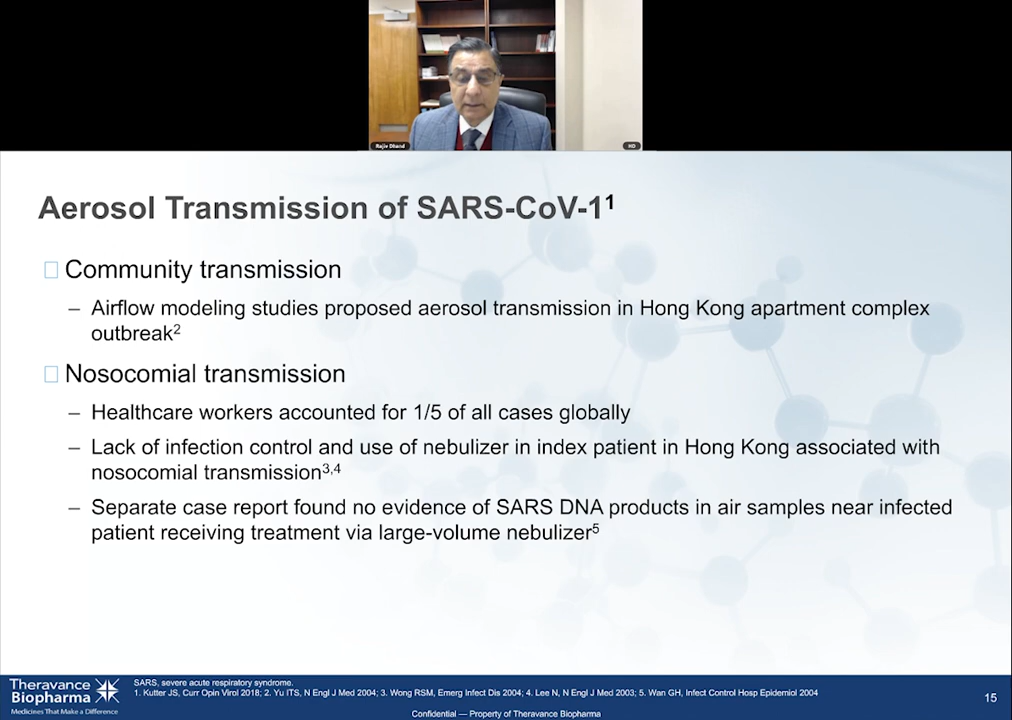 Rajiv Dhand
HD
Aerosol Transmission of SARS-CoV-1¹
Community transmission
– Airflow modeling studies proposed aerosol transmission in Hong Kong apartment complex
outbreak²
Nosocomial transmission
– Healthcare workers accounted for 1/5 of all cases globally
– Lack of infection control and use of nebulizer in index patient in Hong Kong associated with
nosocomial transmission³,⁴
– Separate case report found no evidence of SARS DNA products in air samples near infected
patient receiving treatment via large-volume nebulizer⁵
Theravance
Biopharma
Medicines That Make a Difference
SARS, severe acute respiratory syndrome.
1. Kutter JS, Curr Opin Virol 2018; 2. Yu ITS, N Engl J Med 2004; 3. Wong RSM, Emerg Infect Dis 2004; 4. Lee N, N Engl J Med 2003; 5. Wan GH, Infect Control Hosp Epidemiol 2004
Confidential — Property of Theravance Biopharma
15